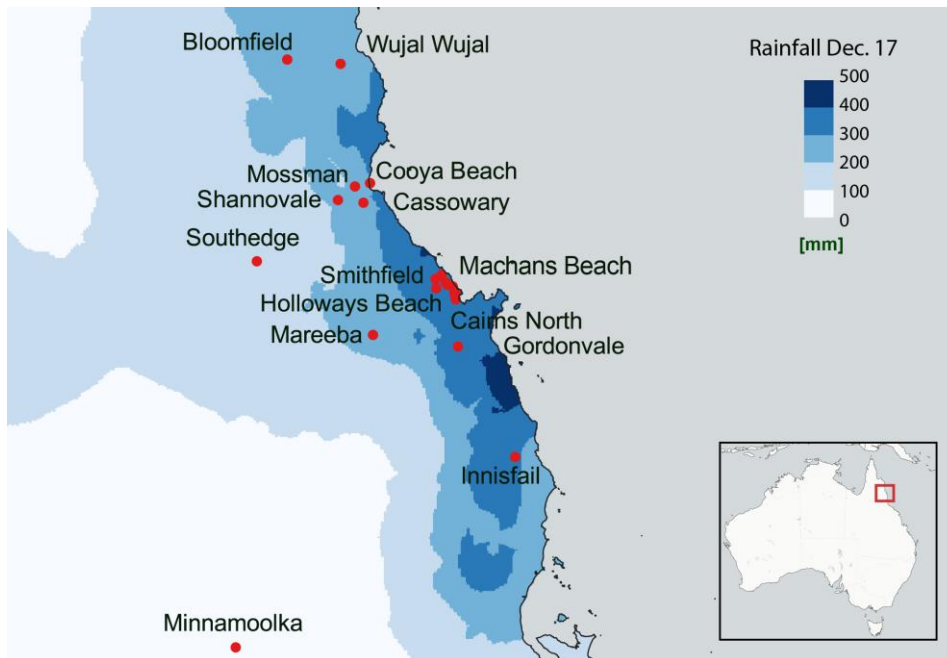 Bloomfield
Wujal Wujal
Rainfall Dec. 17
500
400
300
200
100
0
[mm]
Mossman
Cooya Beach
Shannovale
Cassowary
Southedge
Smithfield
Machans Beach
Holloways Beach
Cairns North
Mareeba
Gordonvale
Innisfail
Minnamoolka